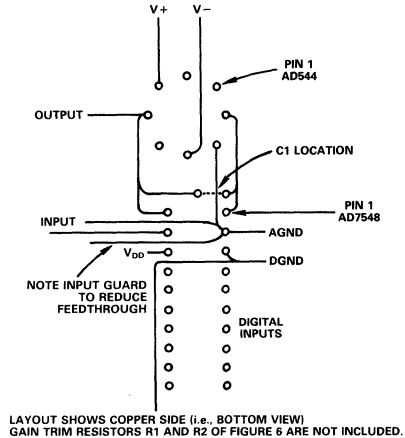 V+ V−
PIN 1
AD544
OUTPUT
C1 LOCATION
PIN 1
AD7548
INPUT
AGND
VDD
DGND
NOTE INPUT GUARD
TO REDUCE
FEEDTHROUGH
DIGITAL
INPUTS
LAYOUT SHOWS COPPER SIDE (i.e., BOTTOM VIEW)
GAIN TRIM RESISTORS R1 AND R2 OF FIGURE 6 ARE NOT INCLUDED.